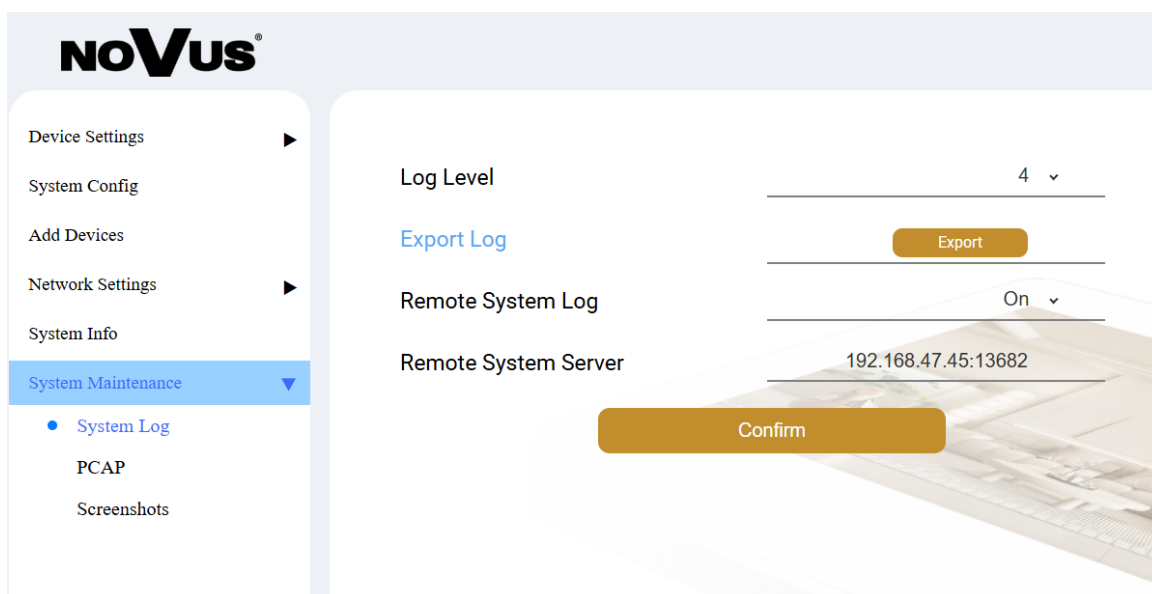 NOVUS®
Device Settings
System Config
Add Devices
Network Settings
System Info
System Maintenance
System Log
PCAP
Screenshots
Log Level 4
Export Log Export
Remote System Log On
Remote System Server 192.168.47.45:13682
Confirm